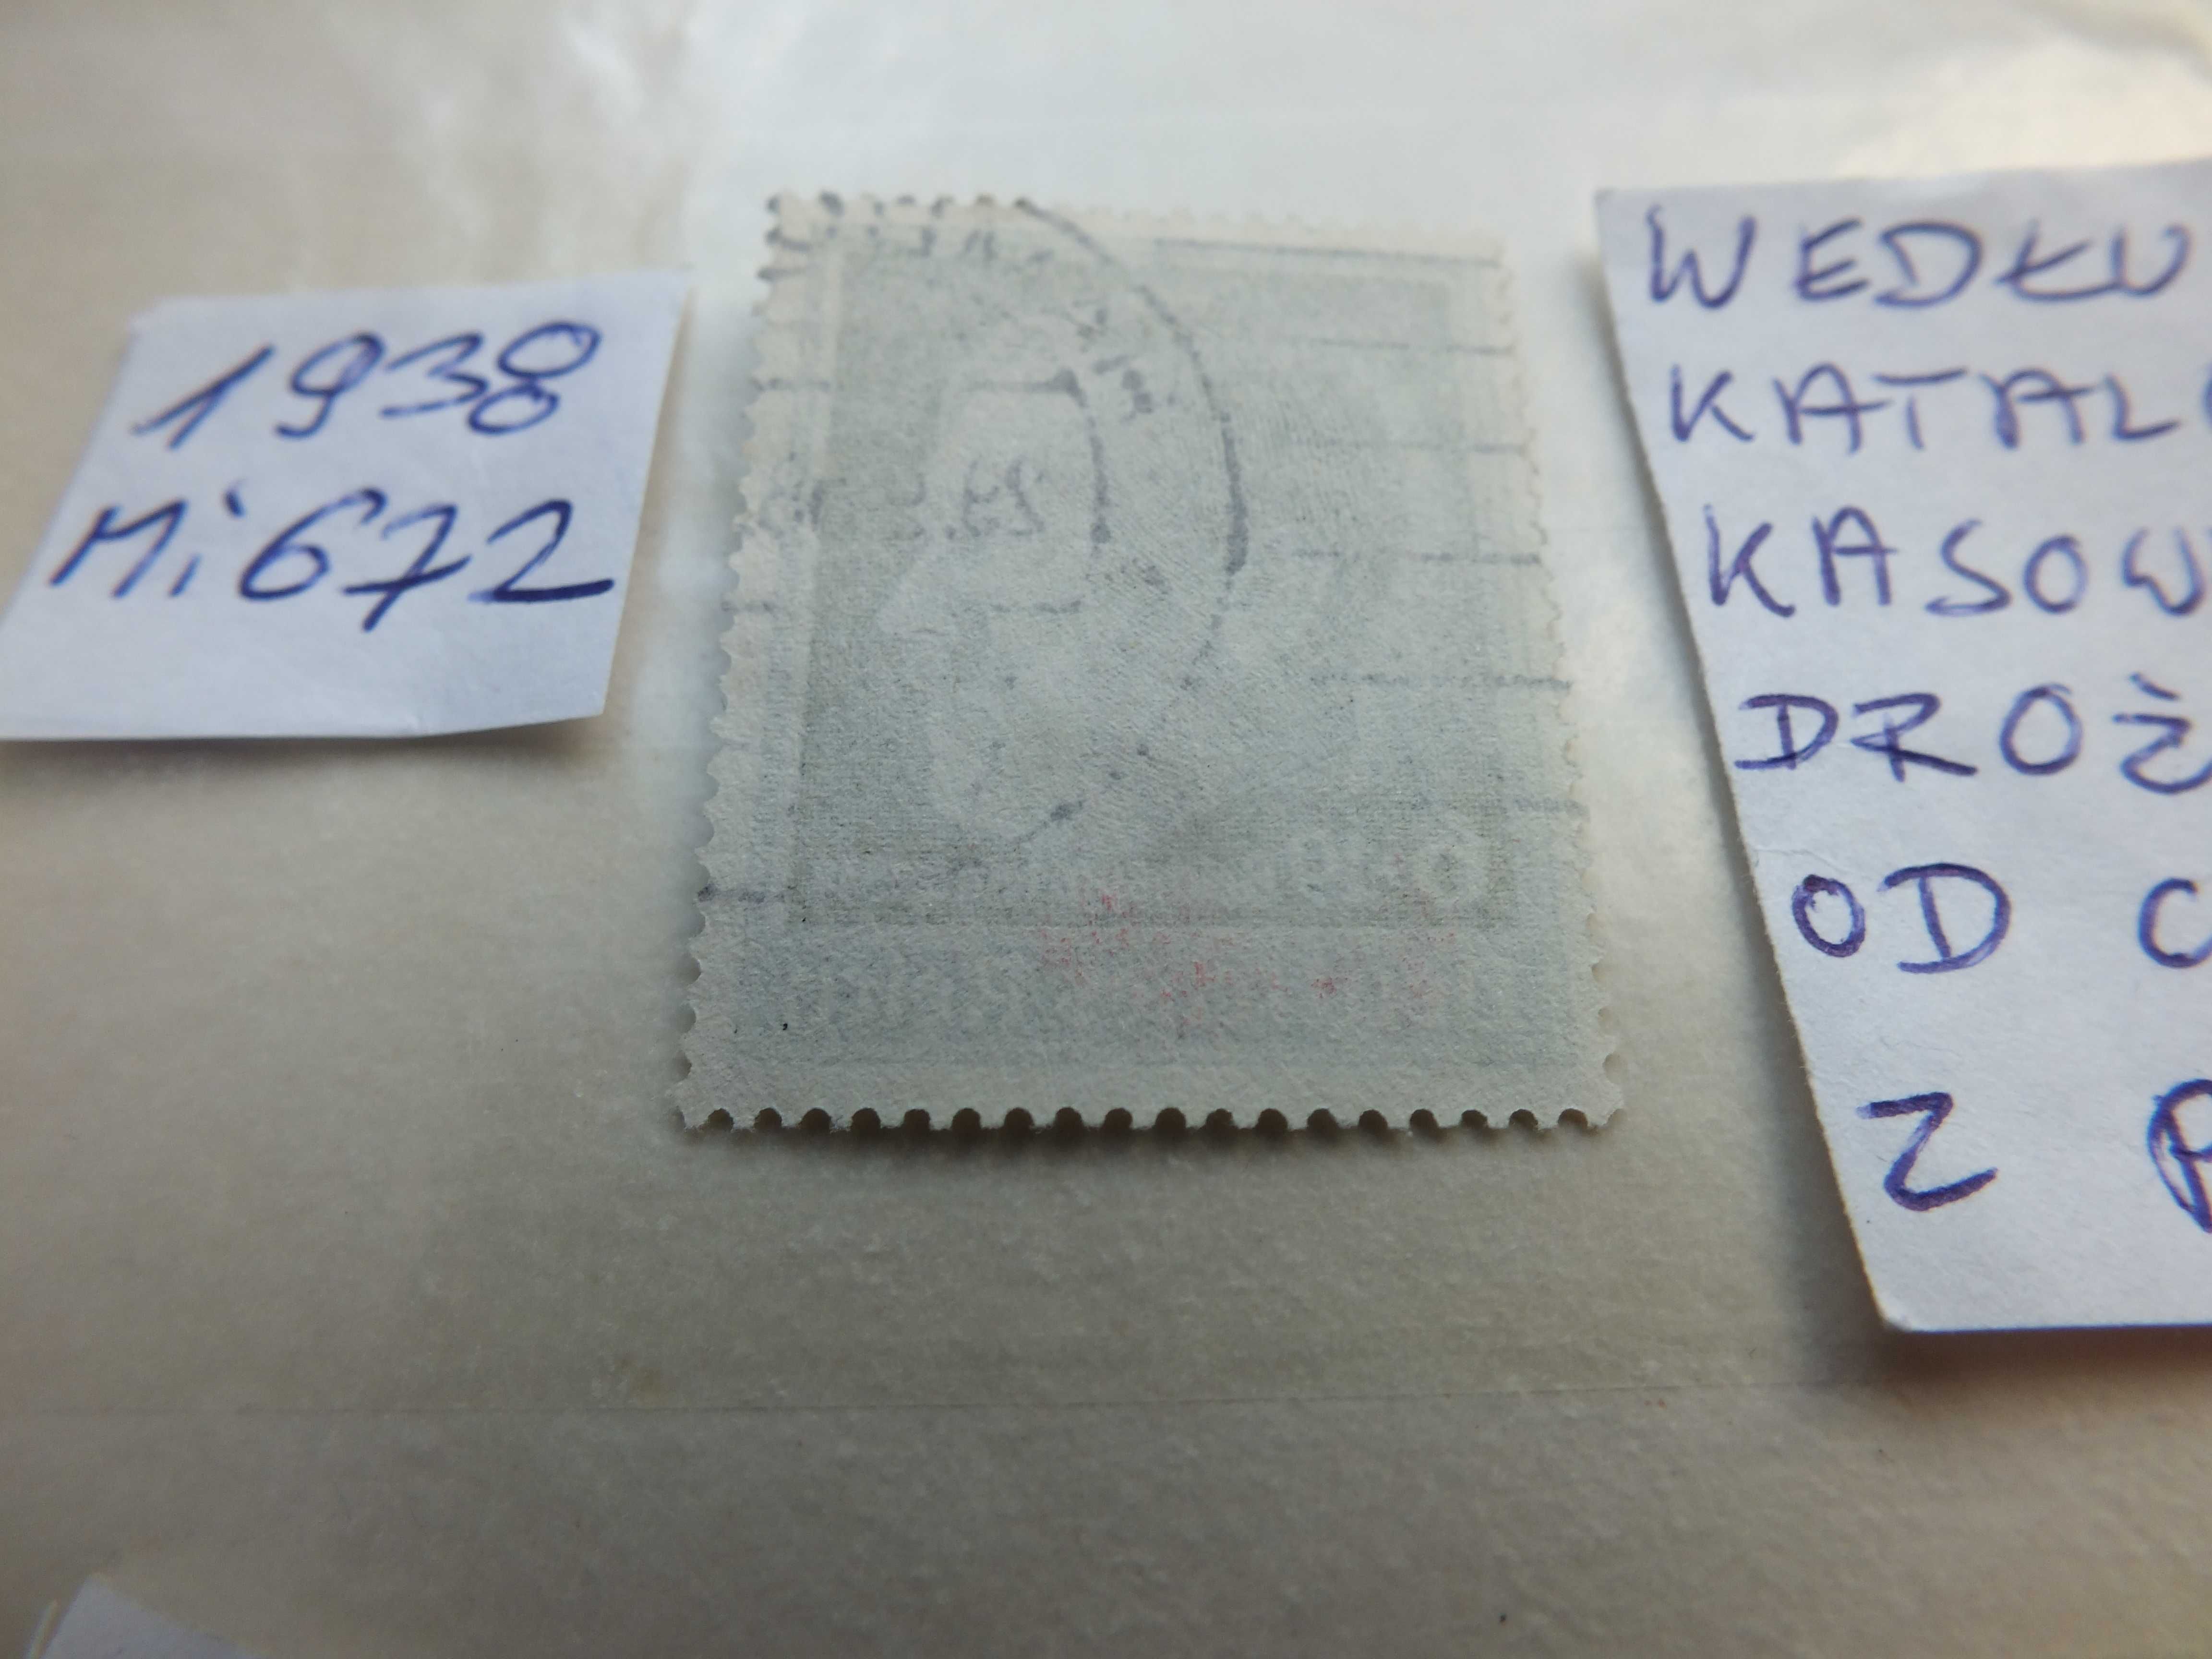 1938
Mi 672
WEDŁU
KATAL
KASOW
DROŻ
OD C
Z P